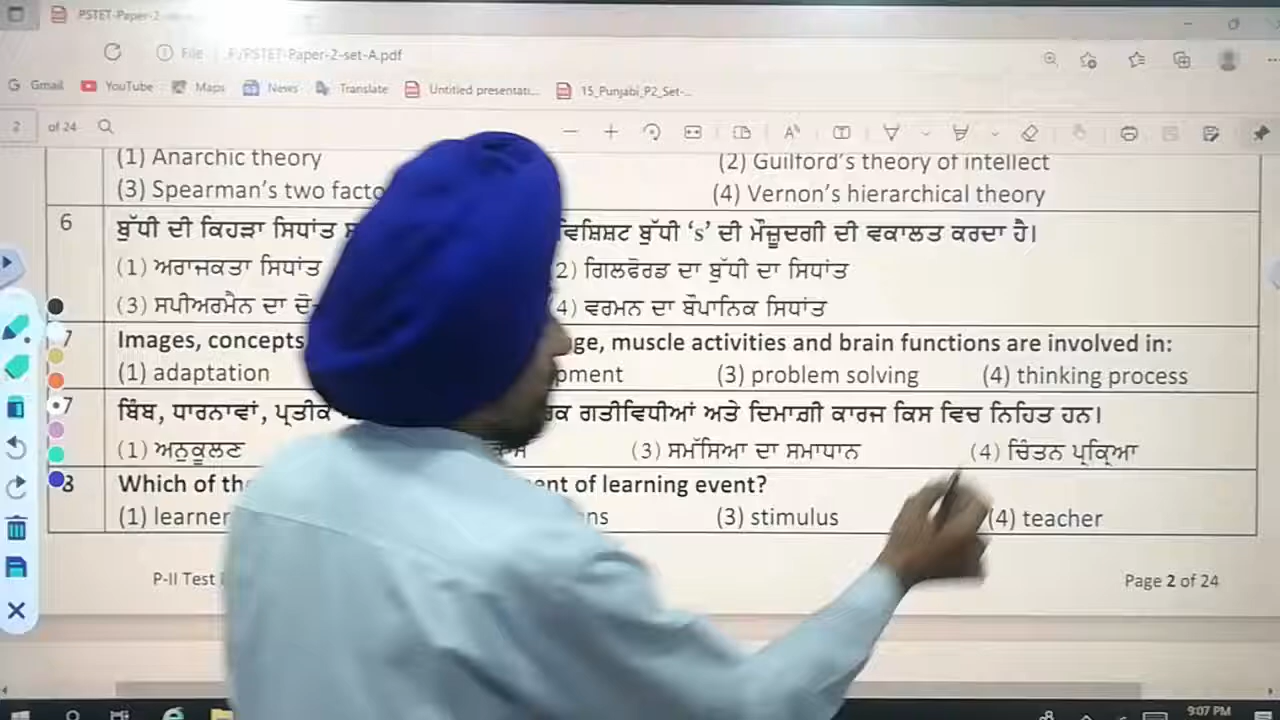 PSTET-Paper-2
File F:/PSTET-Paper-2-set-A.pdf
Gmail YouTube Maps News Translate Untitled presentati... 15_Punjabi_P2_Set-...
2 of 24
(1) Anarchic theory (2) Guilford's theory of intellect
(3) Spearman's two facto (4) Vernon's hierarchical theory
6 ਬੁੱਧੀ ਦੀ ਕਿਹੜਾ ਸਿਧਾਂਤ ਵਿਸ਼ਿਸ਼ਟ ਬੁੱਧੀ 's' ਦੀ ਮੌਜ਼ੂਦਗੀ ਦੀ ਵਕਾਲਤ ਕਰਦਾ ਹੈ।
(1) ਅਰਾਜਕਤਾ ਸਿਧਾਂਤ 2) ਗਿਲਫੋਰਡ ਦਾ ਬੁੱਧੀ ਦਾ ਸਿਧਾਂਤ
(3) ਸਪੀਅਰਮੈਨ ਦਾ ਦੋ- (4) ਵਰਮਨ ਦਾ ਬੌਪਾਨਿਕ ਸਿਧਾਂਤ
7 Images, concepts ge, muscle activities and brain functions are involved in:
(1) adaptation pment (3) problem solving (4) thinking process
7 ਬਿੰਬ, ਧਾਰਨਾਵਾਂ, ਪ੍ਰਤੀਕ ਕ ਗਤੀਵਿਧੀਆਂ ਅਤੇ ਦਿਮਾਗ਼ੀ ਕਾਰਜ ਕਿਸ ਵਿਚ ਨਿਹਿਤ ਹਨ।
(1) ਅਨੁਕੂਲਣ ਕਾਸ (3) ਸਮੱਸਿਆ ਦਾ ਸਮਾਧਾਨ (4) ਚਿੰਤਨ ਪ੍ਰਕ੍ਰਿਆ
8 Which of the ent of learning event?
(1) learner ns (3) stimulus (4) teacher
P-II Test Page 2 of 24
9:07 PM